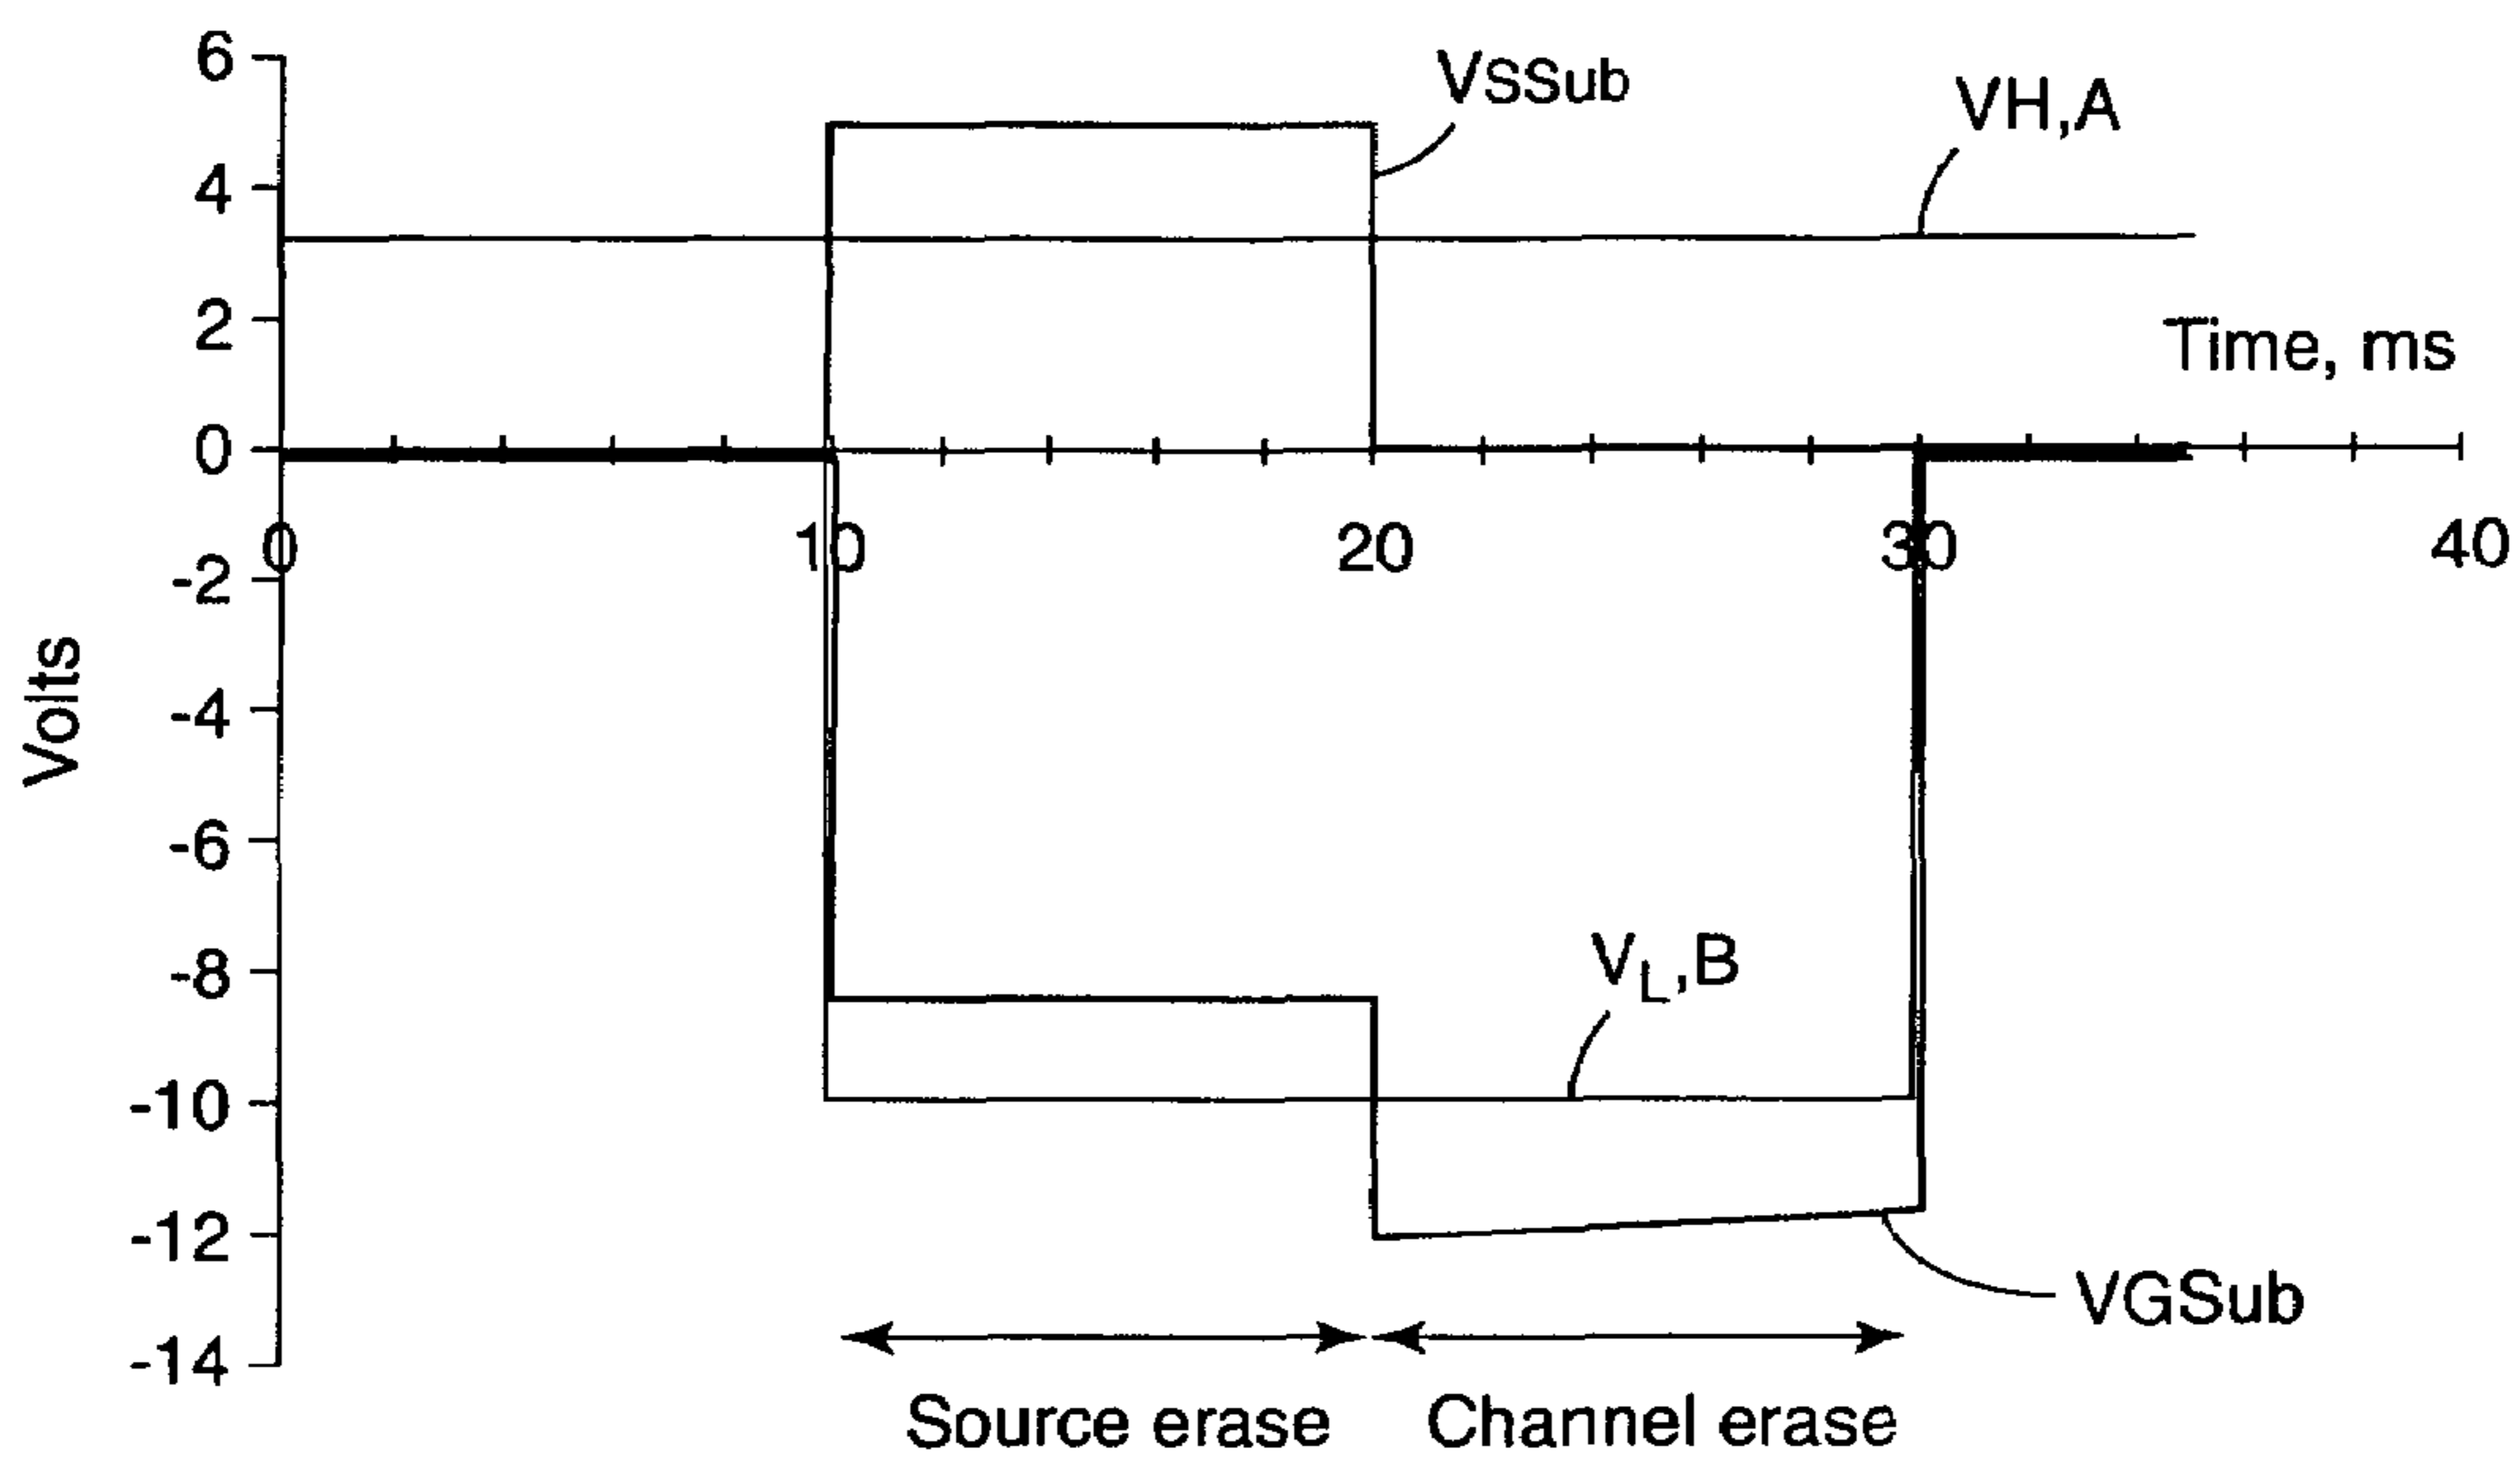 6
4
2
0
-2
-4
-6
-8
-10
-12
-14
Volts
VSSub
VH,A
Time, ms
0
10
20
30
40
VL,B
VGSub
Source erase
Channel erase